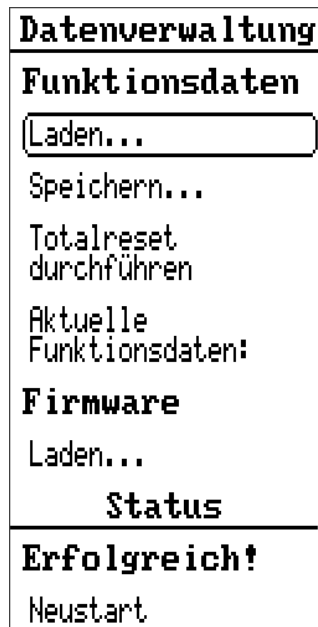 Datenverwaltung
Funktionsdaten
Laden...
Speichern...
Totalreset
durchführen
Aktuelle
Funktionsdaten:
Firmware
Laden...
Status
Erfolgreich!
Neustart